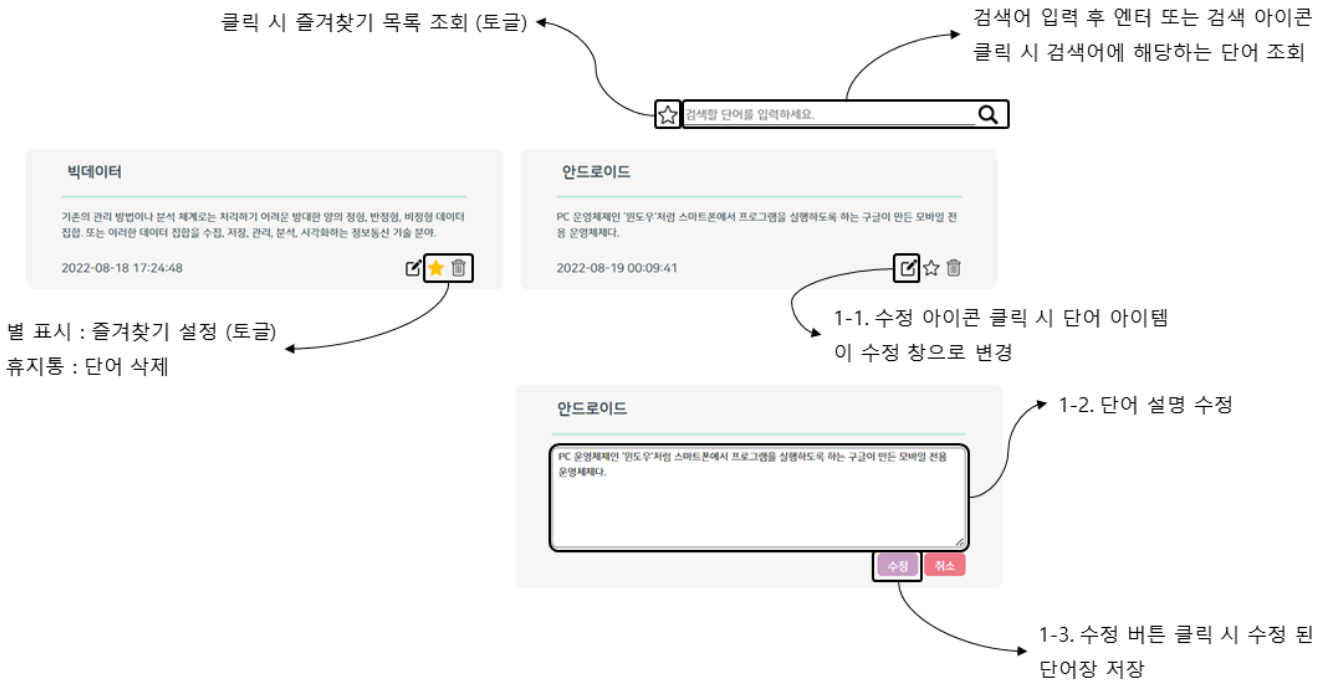 클릭 시 즐겨찾기 목록 조회 (토글)
검색어 입력 후 엔터 또는 검색 아이콘
클릭 시 검색어에 해당하는 단어 조회
검색할 단어를 입력하세요.
빅데이터
기존의 관리 방법이나 분석 체계로는 처리하기 어려운 방대한 양의 정형, 반정형, 비정형 데이터
집합. 또는 이러한 데이터 집합을 수집, 저장, 관리, 분석, 시각화하는 정보통신 기술 분야.
2022-08-18 17:24:48
안드로이드
PC 운영체제인 '윈도우'처럼 스마트폰에서 프로그램을 실행하도록 하는 구글이 만든 모바일 전
용 운영체제다.
2022-08-19 00:09:41
별 표시 : 즐겨찾기 설정 (토글)
휴지통 : 단어 삭제
1-1. 수정 아이콘 클릭 시 단어 아이템
이 수정 창으로 변경
안드로이드
PC 운영체제인 '윈도우'처럼 스마트폰에서 프로그램을 실행하도록 하는 구글이 만든 모바일 전용
운영체제다.
1-2. 단어 설명 수정
수정
취소
1-3. 수정 버튼 클릭 시 수정 된
단어장 저장